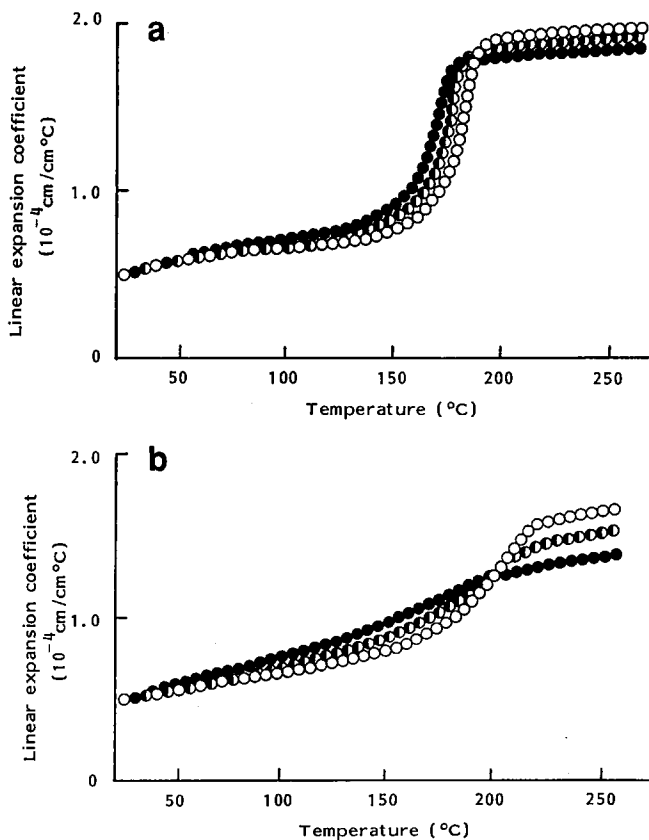 a
2.0
1.0
0
Linear expansion coefficient
(10⁻⁴cm/cm°C)
50 100 150 200 250
Temperature (°C)
b
2.0
1.0
0
Linear expansion coefficient
(10⁻⁴cm/cm°C)
50 100 150 200 250
Temperature (°C)